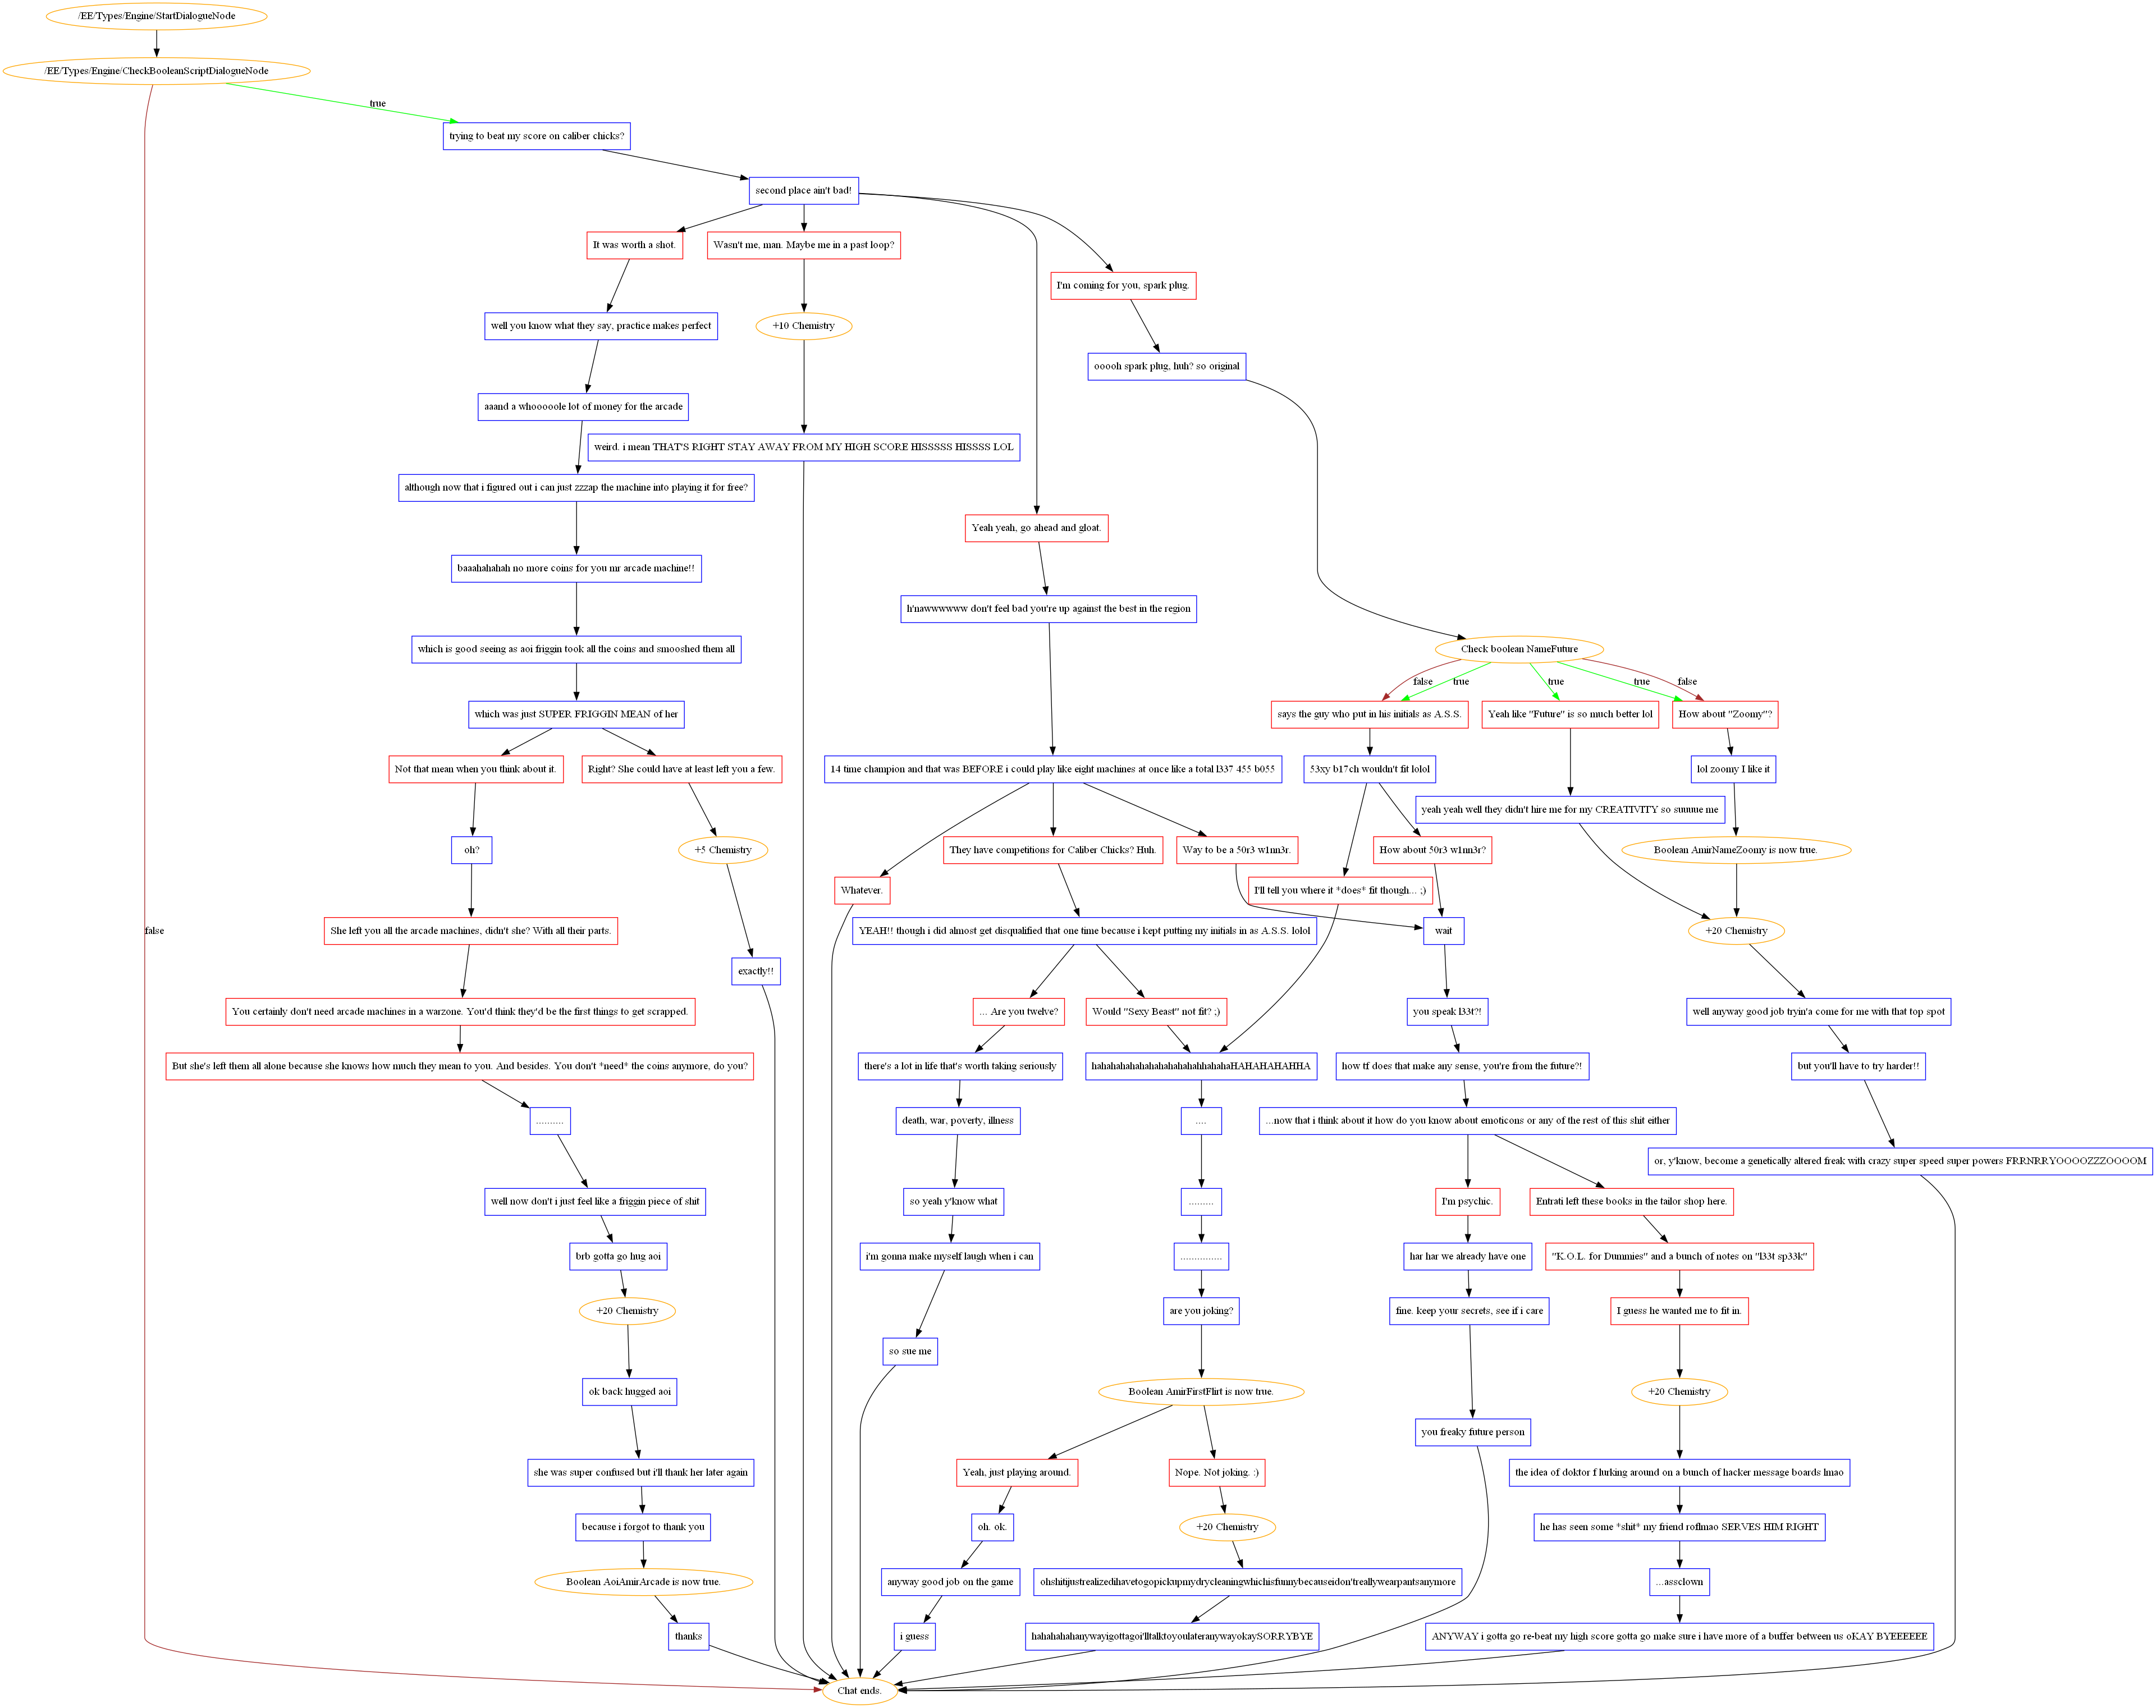 /EE/Types/Engine/StartDialogueNode
/EE/Types/Engine/CheckBooleanScriptDialogueNode
true
trying to beat my score on caliber chicks?
second place ain't bad!
It was worth a shot.
Wasn't me, man. Maybe me in a past loop?
I'm coming for you, spark plug.
well you know what they say, practice makes perfect
+10 Chemistry
ooooh spark plug, huh? so original
aaand a whooooole lot of money for the arcade
weird. i mean THAT'S RIGHT STAY AWAY FROM MY HIGH SCORE HISSSSS HISSSS LOL
although now that i figured out i can just zzzap the machine into playing it for free?
Yeah yeah, go ahead and gloat.
baaahahahah no more coins for you mr arcade machine!!
h'nawwwwww don't feel bad you're up against the best in the region
which is good seeing as aoi friggin took all the coins and smooshed them all
Check boolean NameFuture
false
true
true
true
false
which was just SUPER FRIGGIN MEAN of her
says the guy who put in his initials as A.S.S.
Yeah like "Future" is so much better lol
How about "Zoomy"?
Not that mean when you think about it.
Right? She could have at least left you a few.
14 time champion and that was BEFORE i could play like eight machines at once like a total l337 455 b055
53xy b17ch wouldn't fit lolol
lol zoomy I like it
yeah yeah well they didn't hire me for my CREATIVITY so suuuue me
oh?
+5 Chemistry
They have competitions for Caliber Chicks? Huh.
Way to be a 50r3 w1nn3r.
How about 50r3 w1nn3r?
Boolean AmirNameZoomy is now true.
Whatever.
I'll tell you where it *does* fit though... ;)
false
She left you all the arcade machines, didn't she? With all their parts.
YEAH!! though i did almost get disqualified that one time because i kept putting my initials in as A.S.S. lolol
wait
+20 Chemistry
exactly!!
You certainly don't need arcade machines in a warzone. You'd think they'd be the first things to get scrapped.
... Are you twelve?
Would "Sexy Beast" not fit? ;)
you speak l33t?!
well anyway good job tryin'a come for me with that top spot
But she's left them all alone because she knows how much they mean to you. And besides. You don't *need* the coins anymore, do you?
there's a lot in life that's worth taking seriously
hahahahahahahahahahahhahahaHAHAHAHAHHA
how tf does that make any sense, you're from the future?!
but you'll have to try harder!!
..........
death, war, poverty, illness
....
...now that i think about it how do you know about emoticons or any of the rest of this shit either
or, y'know, become a genetically altered freak with crazy super speed super powers FRRNRRYOOOOZZZOOOOM
well now don't i just feel like a friggin piece of shit
so yeah y'know what
.........
I'm psychic.
Entrati left these books in the tailor shop here.
brb gotta go hug aoi
i'm gonna make myself laugh when i can
...............
har har we already have one
"K.O.L. for Dummies" and a bunch of notes on "l33t sp33k"
+20 Chemistry
are you joking?
fine. keep your secrets, see if i care
I guess he wanted me to fit in.
so sue me
ok back hugged aoi
Boolean AmirFirstFlirt is now true.
+20 Chemistry
you freaky future person
she was super confused but i'll thank her later again
Yeah, just playing around.
Nope. Not joking. :)
the idea of doktor f lurking around on a bunch of hacker message boards lmao
because i forgot to thank you
oh. ok.
+20 Chemistry
he has seen some *shit* my friend roflmao SERVES HIM RIGHT
Boolean AoiAmirArcade is now true.
anyway good job on the game
ohshitijustrealizedihavetogopickupmydrycleaningwhichisfunnybecauseidon'treallywearpantsanymore
...assclown
thanks
i guess
hahahahahanywayigottagoi'lltalktoyoulateranywayokaySORRYBYE
ANYWAY i gotta go re-beat my high score gotta go make sure i have more of a buffer between us oKAY BYEEEEEE
Chat ends.